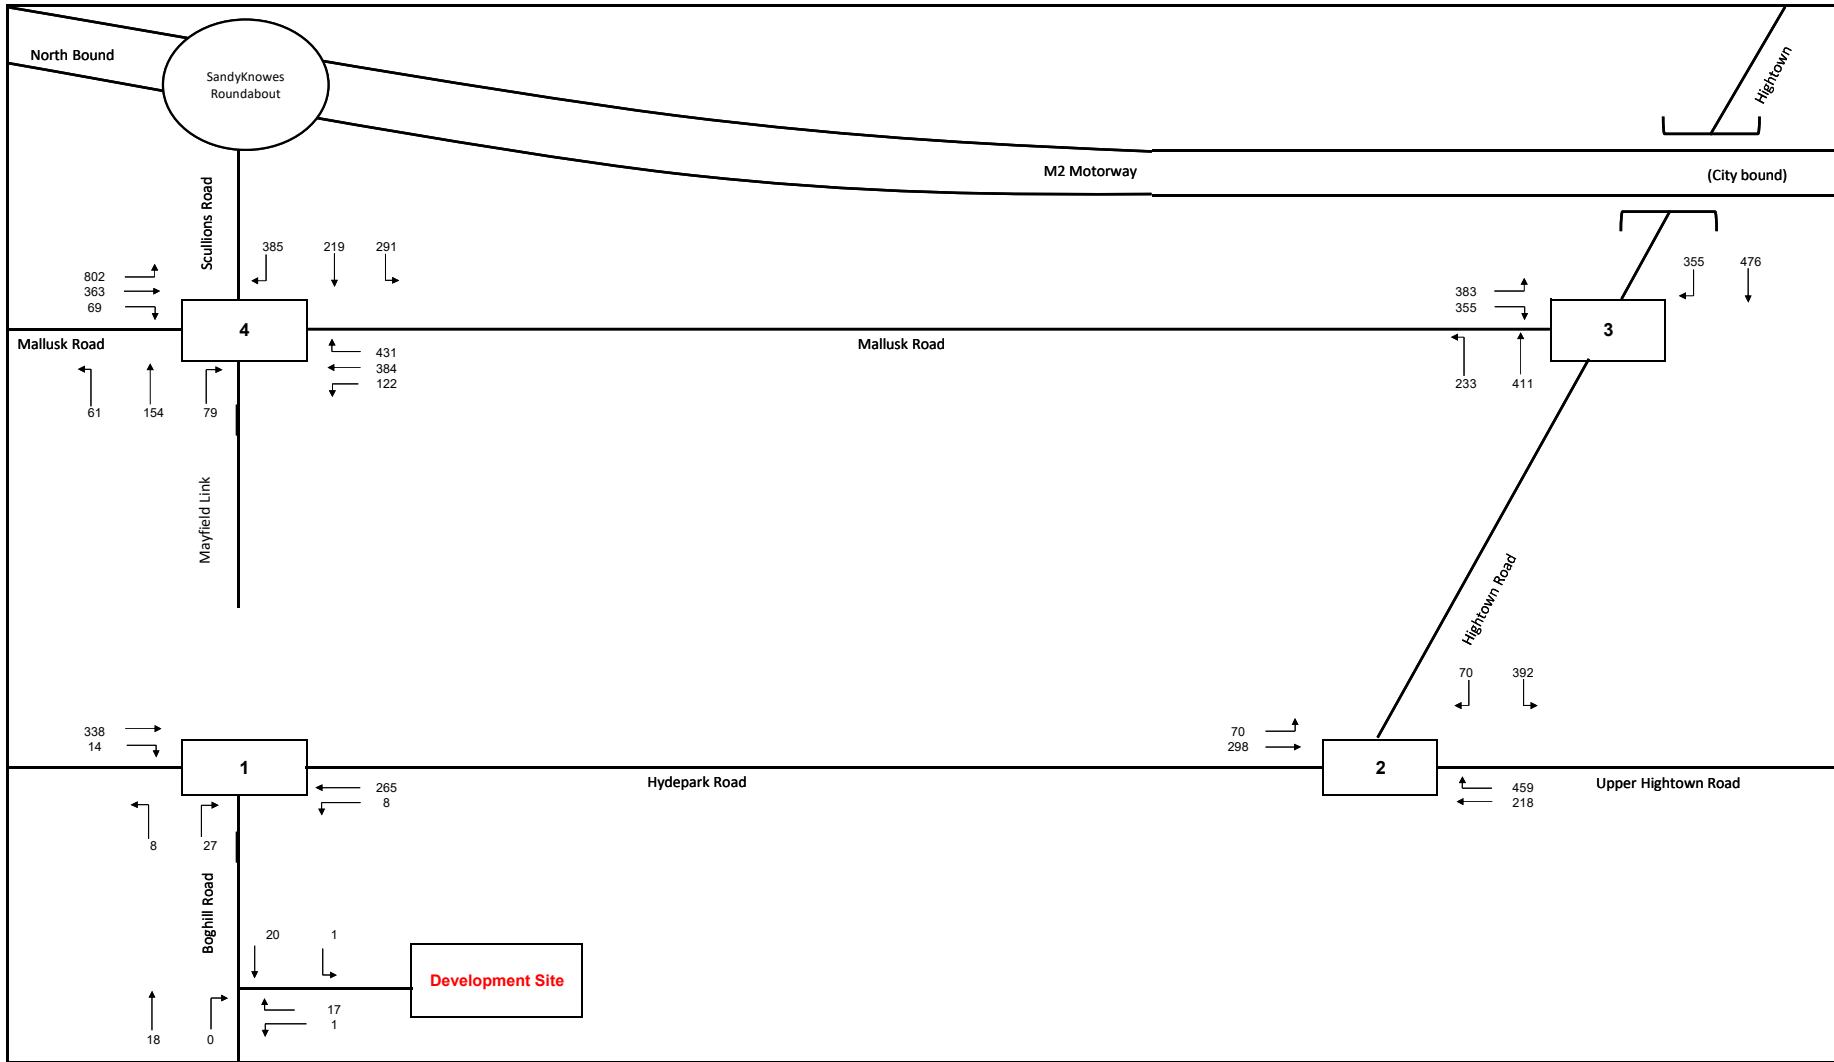 North Bound
SandyKnowes
Roundabout
Hightown
M2 Motorway
(City bound)
Scullions Road
385
219
291
802
363
69
4
Mallusk Road
431
384
122
61
154
79
Mallusk Road
383
355
355
476
3
233
411
Mayfield Link
Hightown Road
70
392
338
14
1
265
8
Hydepark Road
70
298
2
459
218
Upper Hightown Road
8
27
Boghill Road
20
1
Development Site
17
1
18
0